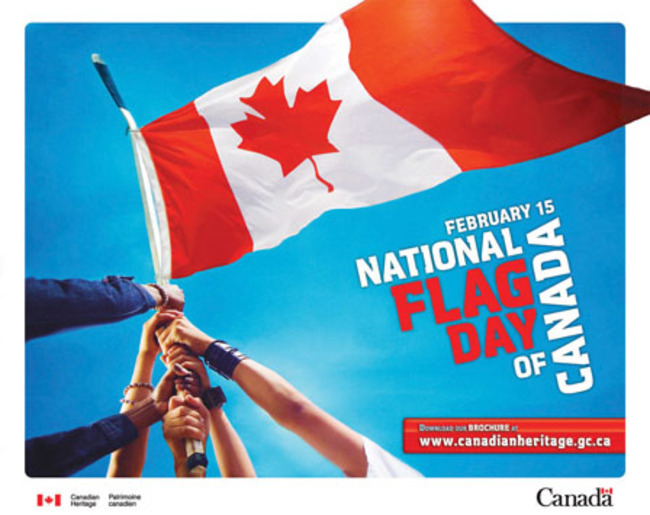 FEBRUARY 15
NATIONAL
FLAG
DAY
OF
CANADA
DOWNLOAD OUR BROCHURE AT
www.canadianheritage.gc.ca
Canadian Patrimoine
Heritage canadien
Canada